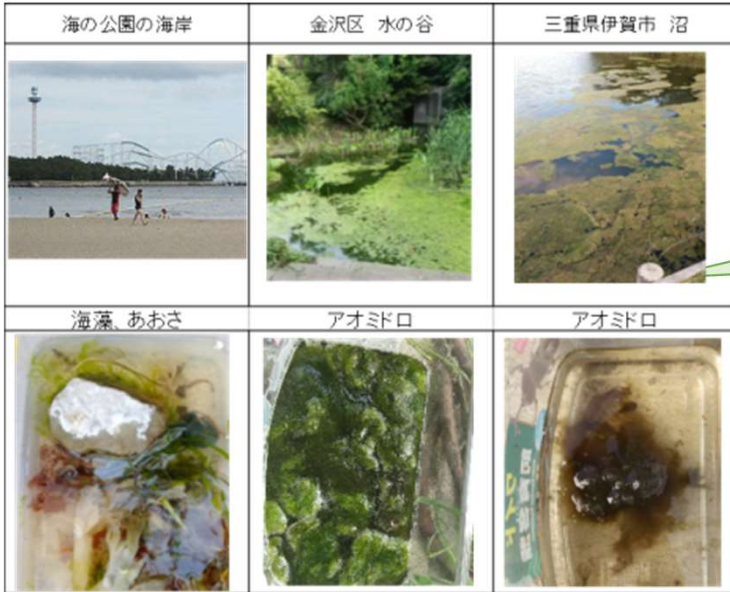 海の公園の海岸
金沢区 水の谷
三重県伊賀市 沼
海藻、あおさ
アオミドロ
アオミドロ